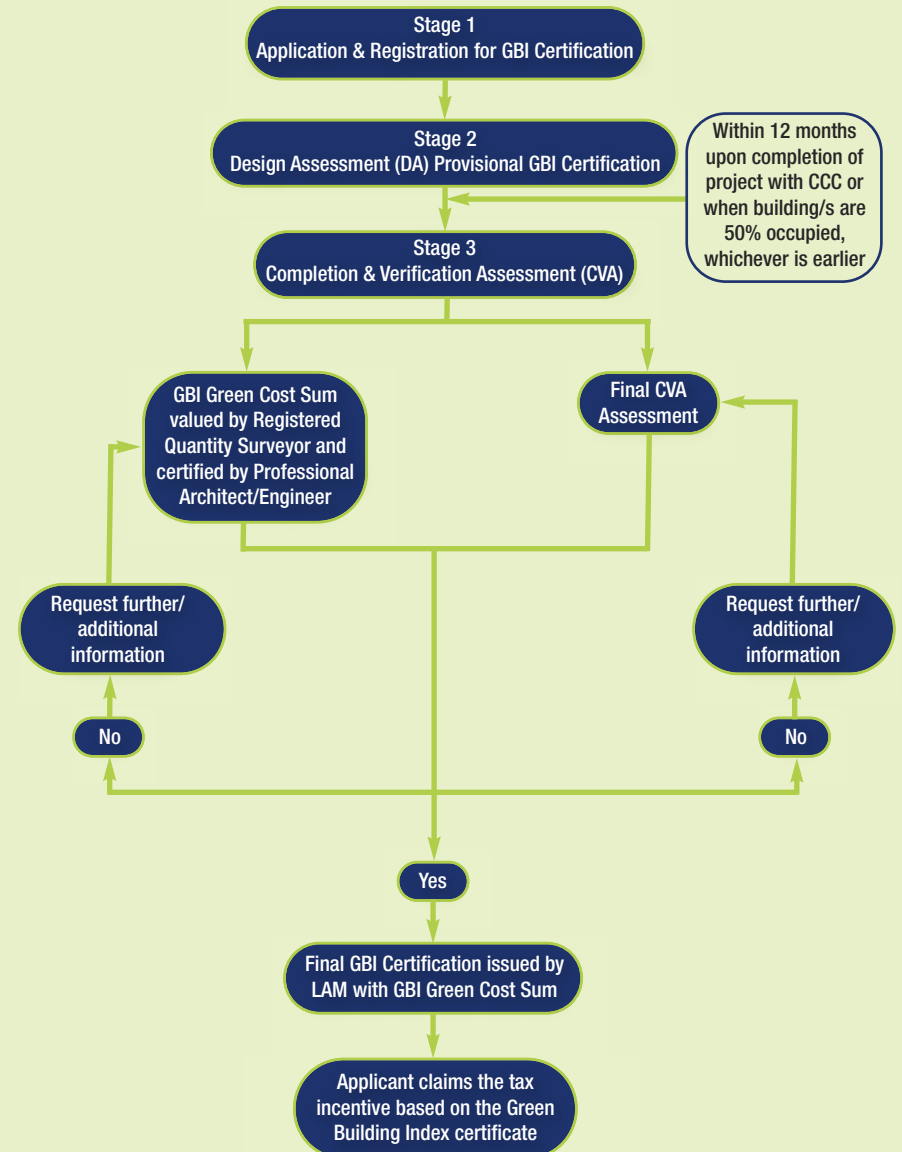 Stage 1
Application & Registration for GBI Certification
Stage 2
Design Assessment (DA) Provisional GBI Certification
Within 12 months
upon completion of
project with CCC or
when building/s are
50% occupied,
whichever is earlier
Stage 3
Completion & Verification Assessment (CVA)
GBI Green Cost Sum
valued by Registered
Quantity Surveyor and
certified by Professional
Architect/Engineer
Final CVA
Assessment
Request further/
additional
information
Request further/
additional
information
No
No
Yes
Final GBI Certification issued by
LAM with GBI Green Cost Sum
Applicant claims the tax
incentive based on the Green
Building Index certificate